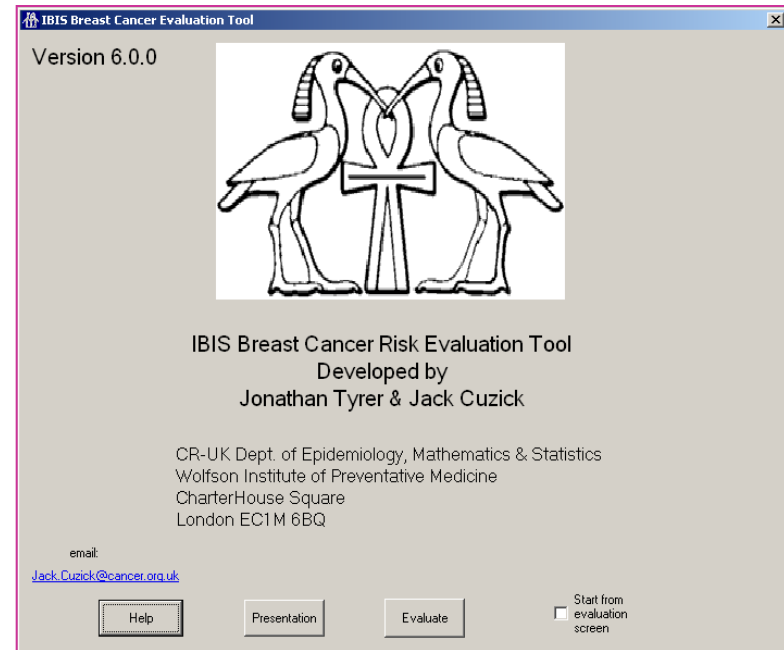 IBIS Breast Cancer Evaluation Tool
Version 6.0.0
IBIS Breast Cancer Risk Evaluation Tool
Developed by
Jonathan Tyrer & Jack Cuzick
CR-UK Dept. of Epidemiology, Mathematics & Statistics
Wolfson Institute of Preventative Medicine
CharterHouse Square
London EC1M 6BQ
email:
Jack.Cuzick@cancer.org.uk
Help
Presentation
Evaluate
Start from
evaluation
screen